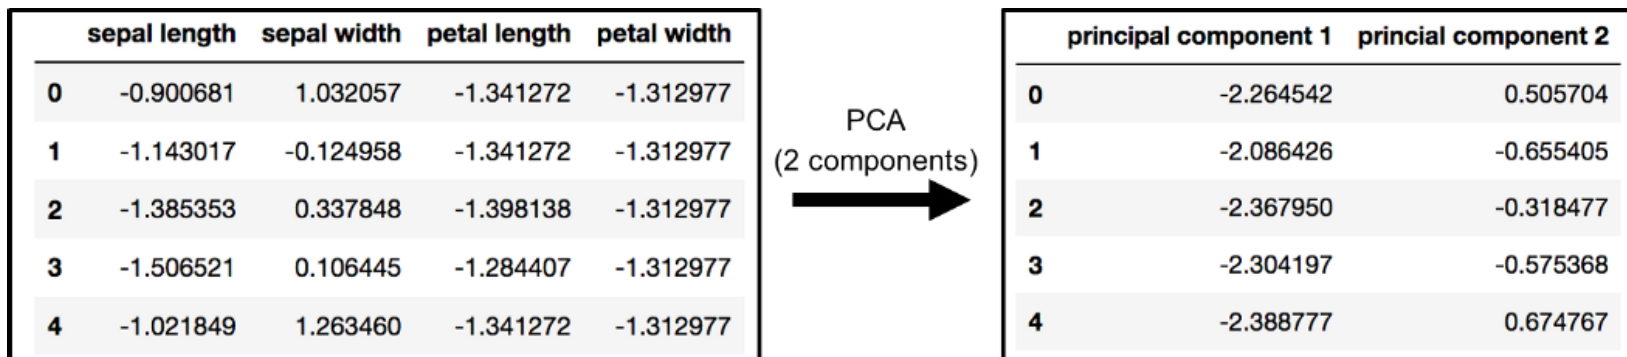 sepal length sepal width petal length petal width
0 -0.900681 1.032057 -1.341272 -1.312977
1 -1.143017 -0.124958 -1.341272 -1.312977
2 -1.385353 0.337848 -1.398138 -1.312977
3 -1.506521 0.106445 -1.284407 -1.312977
4 -1.021849 1.263460 -1.341272 -1.312977
PCA
(2 components)
principal component 1 princial component 2
0 -2.264542 0.505704
1 -2.086426 -0.655405
2 -2.367950 -0.318477
3 -2.304197 -0.575368
4 -2.388777 0.674767